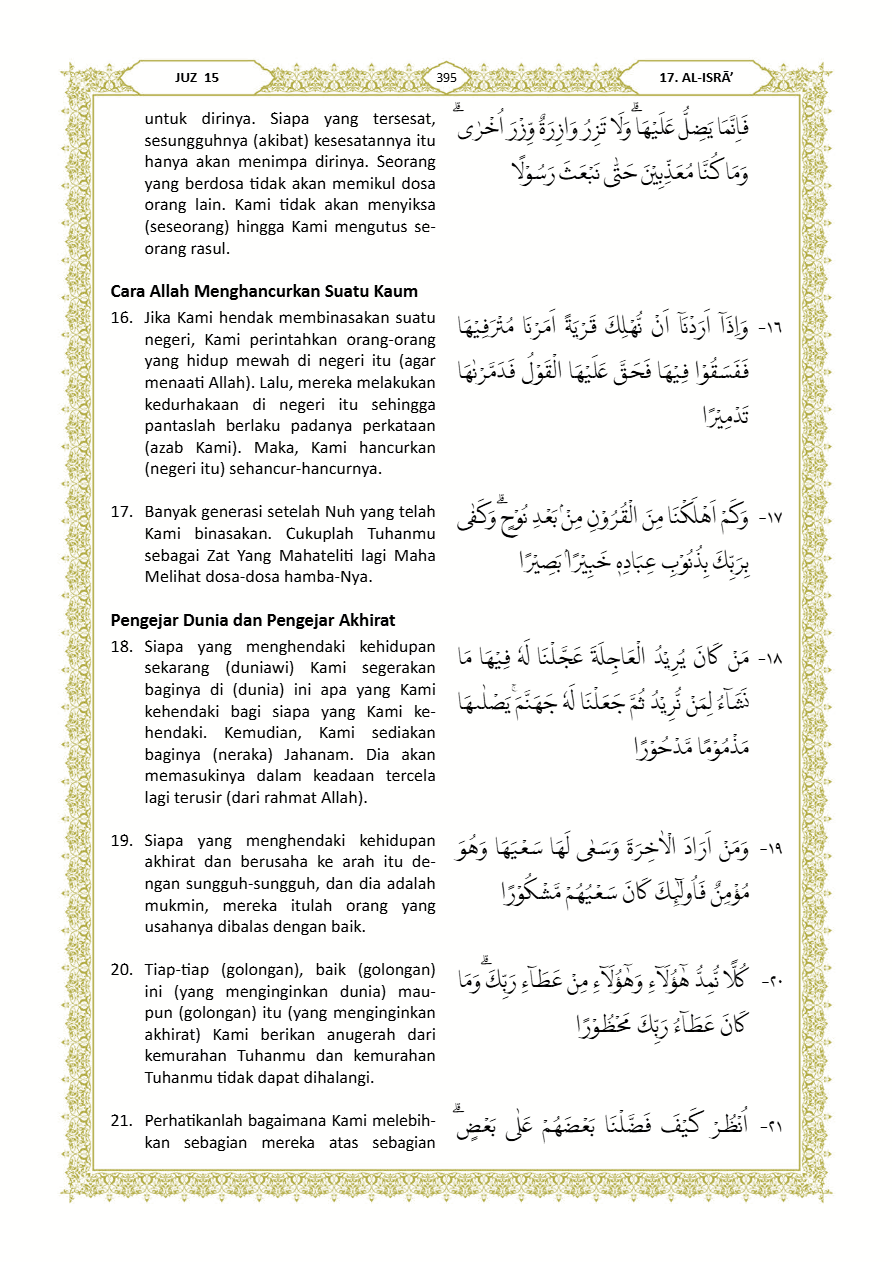 JUZ 15
395
17. AL-ISRĀ’
untuk dirinya. Siapa yang tersesat,
sesungguhnya (akibat) kesesatannya itu
hanya akan menimpa dirinya. Seorang
yang berdosa tidak akan memikul dosa
orang lain. Kami tidak akan menyiksa
(seseorang) hingga Kami mengutus se-
orang rasul.
فَاِنَّمَا يَضِلُّ عَلَيْهَاۗ وَلَا تَزِرُ وَازِرَةٌ وِّزْرَ اُخْرٰىۗ
وَمَا كُنَّا مُعَذِّبِيْنَ حَتّٰى نَبْعَثَ رَسُوْلًا
Cara Allah Menghancurkan Suatu Kaum
16. Jika Kami hendak membinasakan suatu
negeri, Kami perintahkan orang-orang
yang hidup mewah di negeri itu (agar
menaati Allah). Lalu, mereka melakukan
kedurhakaan di negeri itu sehingga
pantaslah berlaku padanya perkataan
(azab Kami). Maka, Kami hancurkan
(negeri itu) sehancur-hancurnya.
١٦- وَاِذَآ اَرَدْنَآ اَنْ نُّهْلِكَ قَرْيَةً اَمَرْنَا مُتْرَفِيْهَا
فَفَسَقُوْا فِيْهَا فَحَقَّ عَلَيْهَا الْقَوْلُ فَدَمَّرْنٰهَا
تَدْمِيْرًا
17. Banyak generasi setelah Nuh yang telah
Kami binasakan. Cukuplah Tuhanmu
sebagai Zat Yang Mahateliti lagi Maha
Melihat dosa-dosa hamba-Nya.
١٧- وَكَمْ اَهْلَكْنَا مِنَ الْقُرُوْنِ مِنْۢ بَعْدِ نُوْحٍۗ وَكَفٰى
بِرَبِّكَ بِذُنُوْبِ عِبَادِهٖ خَبِيْرًاۢ بَصِيْرًا
Pengejar Dunia dan Pengejar Akhirat
18. Siapa yang menghendaki kehidupan
sekarang (duniawi) Kami segerakan
baginya di (dunia) ini apa yang Kami
kehendaki bagi siapa yang Kami ke-
hendaki. Kemudian, Kami sediakan
baginya (neraka) Jahanam. Dia akan
memasukinya dalam keadaan tercela
lagi terusir (dari rahmat Allah).
١٨- مَنْ كَانَ يُرِيْدُ الْعَاجِلَةَ عَجَّلْنَا لَهٗ فِيْهَا مَا
نَشَاۤءُ لِمَنْ نُّرِيْدُ ثُمَّ جَعَلْنَا لَهٗ جَهَنَّمَۚ يَصْلٰىهَا
مَذْمُوْمًا مَّدْحُوْرًا
19. Siapa yang menghendaki kehidupan
akhirat dan berusaha ke arah itu de-
ngan sungguh-sungguh, dan dia adalah
mukmin, mereka itulah orang yang
usahanya dibalas dengan baik.
١٩- وَمَنْ اَرَادَ الْاٰخِرَةَ وَسَعٰى لَهَا سَعْيَهَا وَهُوَ
مُؤْمِنٌ فَاُولٰۤىِٕكَ كَانَ سَعْيُهُمْ مَّشْكُوْرًا
20. Tiap-tiap (golongan), baik (golongan)
ini (yang menginginkan dunia) mau-
pun (golongan) itu (yang menginginkan
akhirat) Kami berikan anugerah dari
kemurahan Tuhanmu dan kemurahan
Tuhanmu tidak dapat dihalangi.
٢٠- كُلًّا نُّمِدُّ هٰٓؤُلَاۤءِ وَهٰٓؤُلَاۤءِ مِنْ عَطَاۤءِ رَبِّكَۗ وَمَا
كَانَ عَطَاۤءُ رَبِّكَ مَحْظُوْرًا
21. Perhatikanlah bagaimana Kami melebih-
kan sebagian mereka atas sebagian
٢١- اُنْظُرْ كَيْفَ فَضَّلْنَا بَعْضَهُمْ عَلٰى بَعْضٍۗ